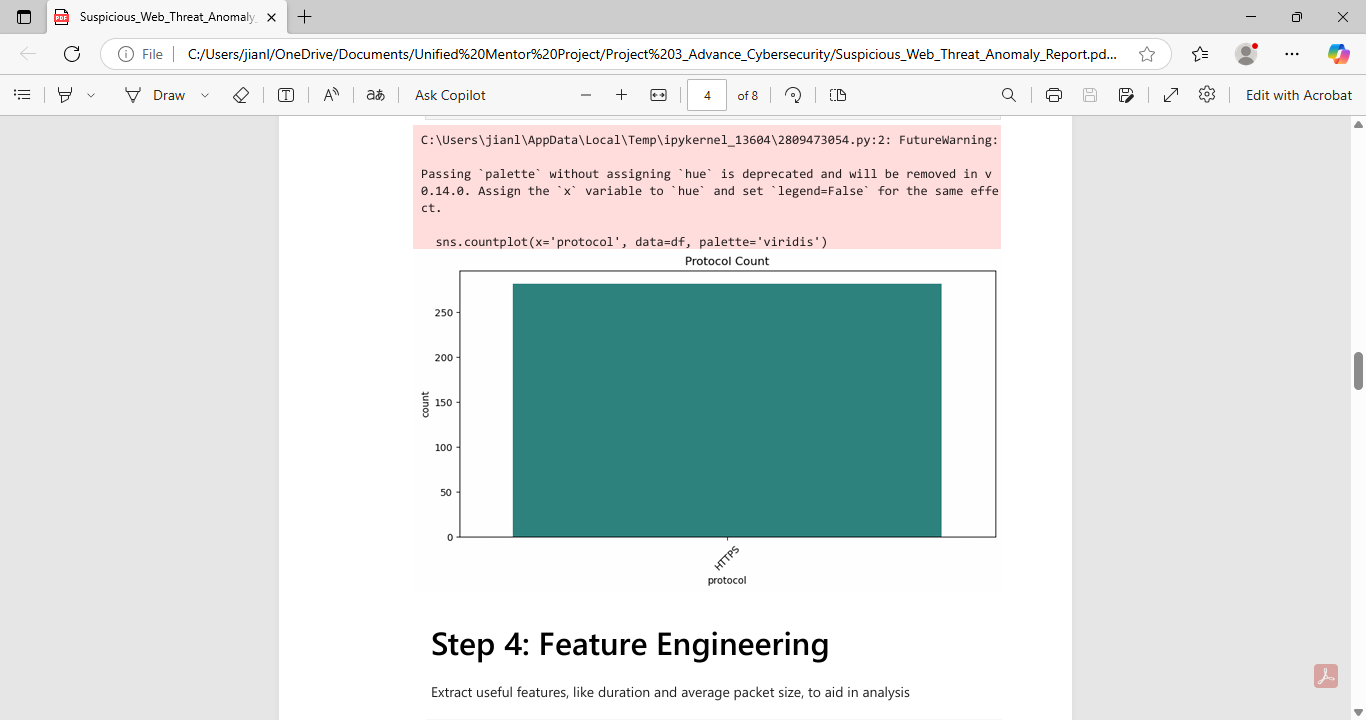 Suspicious_Web_Threat_Anomaly_
File
C:/Users/jianl/OneDrive/Documents/Unified%20Mentor%20Project/Project%203_Advance_Cybersecurity/Suspicious_Web_Threat_Anomaly_Report.pd...
Draw
T
A
aあ
Ask Copilot
4
of 8
Edit with Acrobat
C:\Users\jianl\AppData\Local\Temp\ipykernel_13604\2809473054.py:2: FutureWarning:
Passing `palette` without assigning `hue` is deprecated and will be removed in v
0.14.0. Assign the `x` variable to `hue` and set `legend=False` for the same effe
ct.
sns.countplot(x='protocol', data=df, palette='viridis')
Protocol Count
250
200
150
100
50
0
count
HTTPS
protocol
Step 4: Feature Engineering
Extract useful features, like duration and average packet size, to aid in analysis